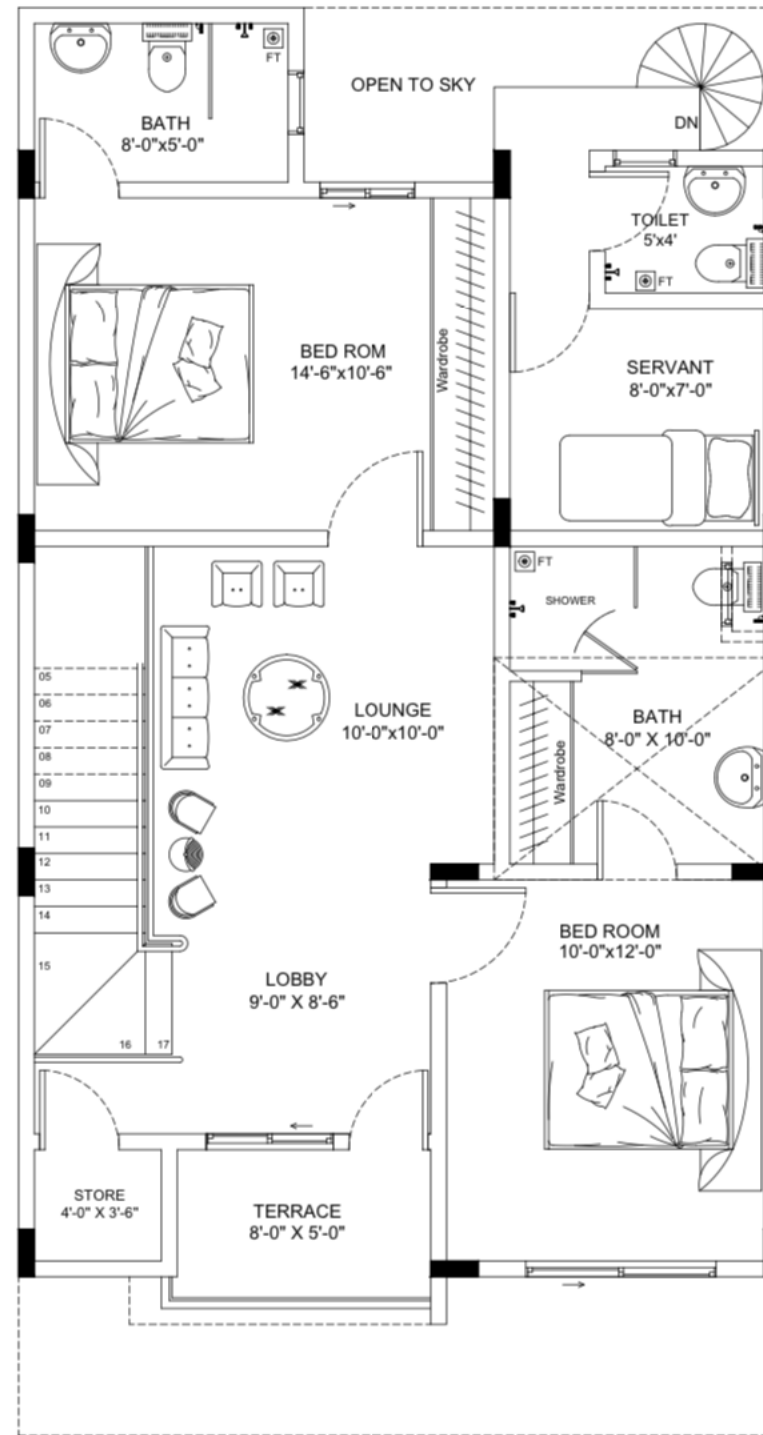 OPEN TO SKY
FT
BATH
8'-0"x5'-0"
DN
TOILET
5'x4'
FT
BED ROM
14'-6"x10'-6"
Wardrobe
SERVANT
8'-0"x7'-0"
FT
SHOWER
05
06
07
08
09
10
11
12
13
14
15
16
17
LOUNGE
10'-0"x10'-0"
BATH
8'-0" X 10'-0"
Wardrobe
BED ROOM
10'-0"x12'-0"
LOBBY
9'-0" X 8'-6"
STORE
4'-0" X 3'-6"
TERRACE
8'-0" X 5'-0"